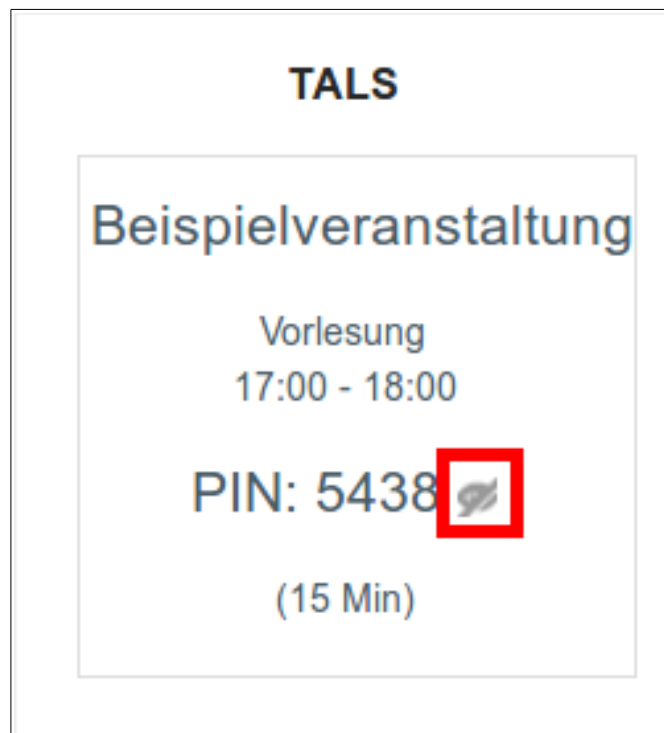 TALS
Beispielveranstaltung
Vorlesung
17:00 - 18:00
PIN: 5438
(15 Min)